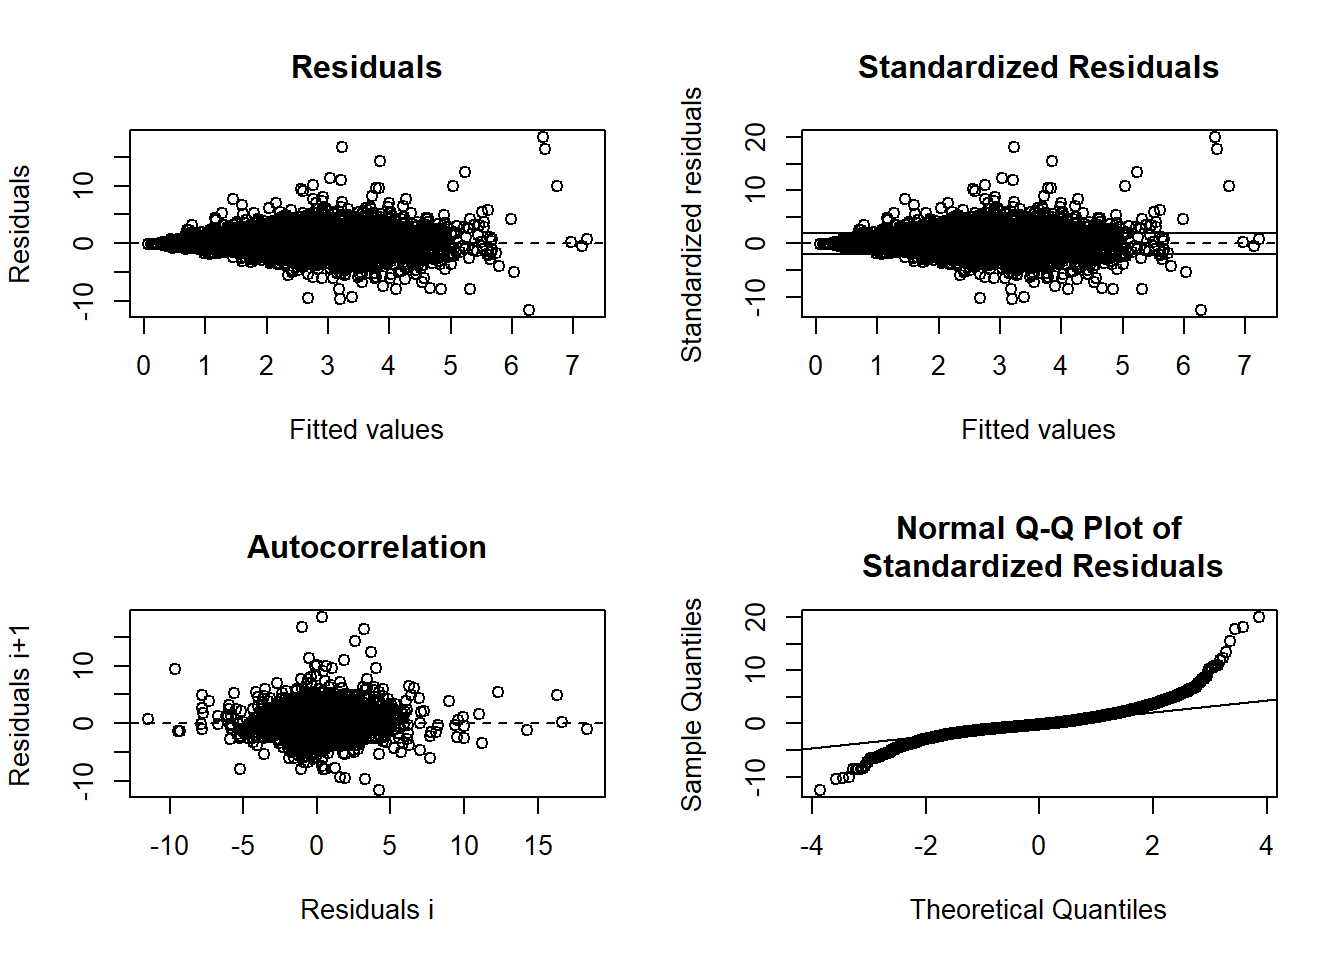 Residuals
Residuals
-10 0 10
0 1 2 3 4 5 6 7
Fitted values
Standardized Residuals
Standardized residuals
-10 0 10 20
0 1 2 3 4 5 6 7
Fitted values
Autocorrelation
Residuals i+1
-10 0 10
-10 -5 0 5 10 15
Residuals i
Normal Q-Q Plot of
Standardized Residuals
Sample Quantiles
-10 0 10 20
-4 -2 0 2 4
Theoretical Quantiles